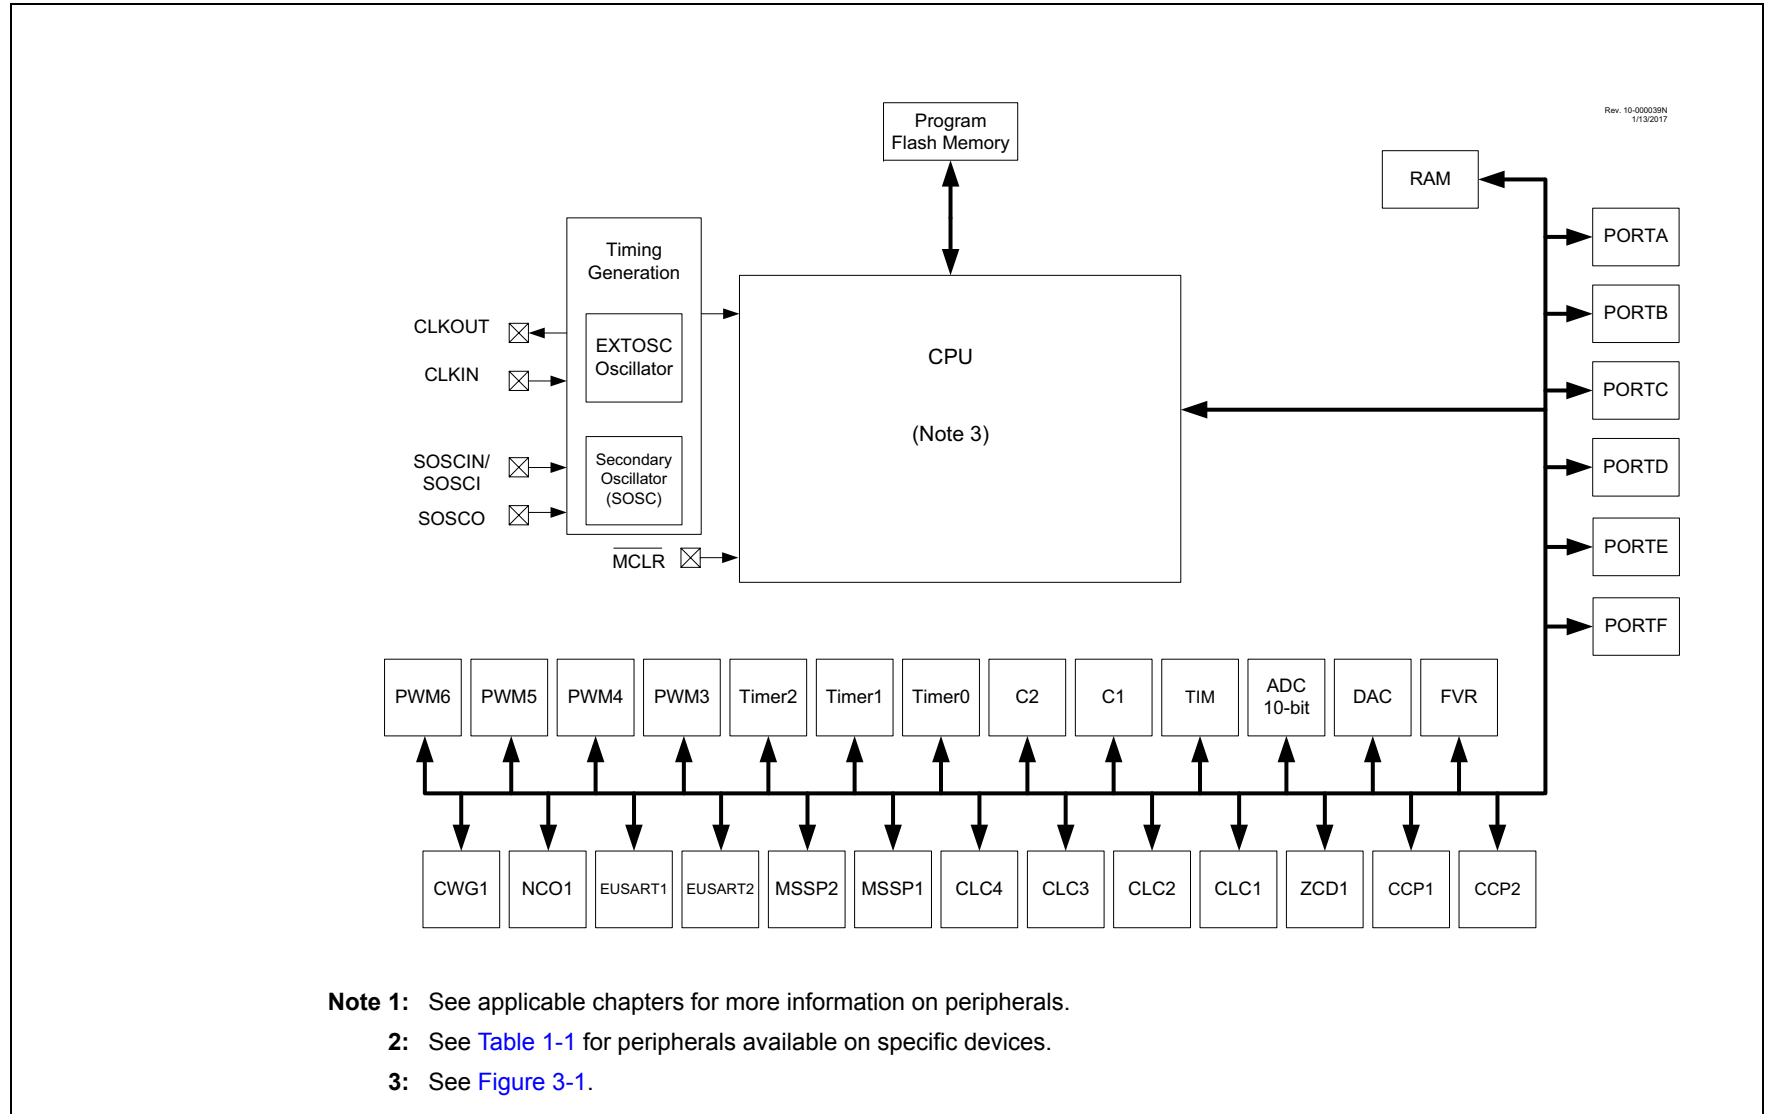 Rev. 10-000039N
1/13/2017
Program
Flash Memory
RAM
PORTA
PORTB
PORTC
PORTD
PORTE
PORTF
Timing
Generation
EXTOSC
Oscillator
Secondary
Oscillator
(SOSC)
CLKOUT
CLKIN
SOSCIN/
SOSCI
SOSCO
MCLR
CPU
(Note 3)
PWM6
PWM5
PWM4
PWM3
Timer2
Timer1
Timer0
C2
C1
TIM
ADC
10-bit
DAC
FVR
CWG1
NCO1
EUSART1
EUSART2
MSSP2
MSSP1
CLC4
CLC3
CLC2
CLC1
ZCD1
CCP1
CCP2
Note 1: See applicable chapters for more information on peripherals.
2: See Table 1-1 for peripherals available on specific devices.
3: See Figure 3-1.